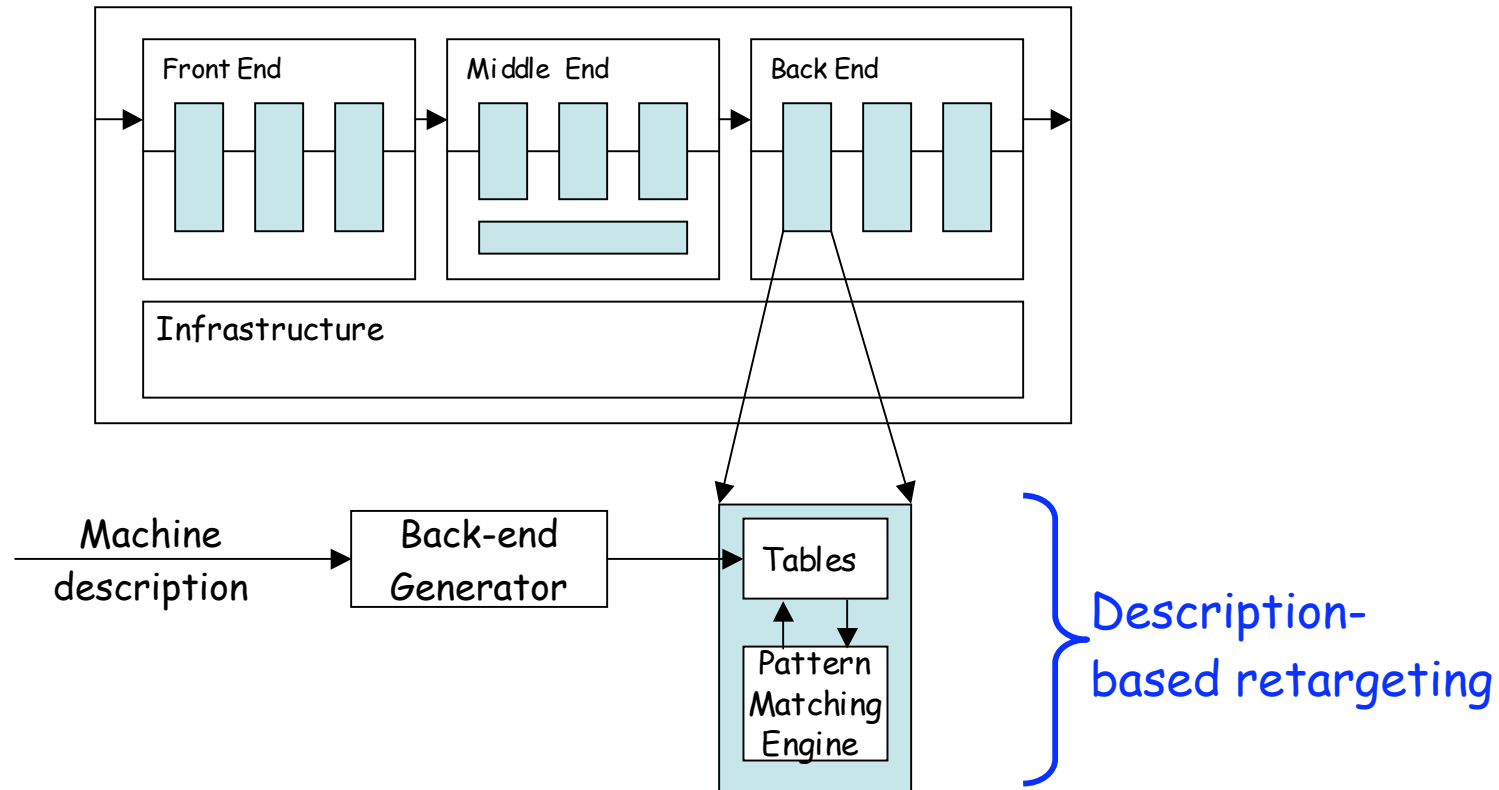 Front End
Middle End
Back End
Infrastructure
Machine
description
Back-end
Generator
Tables
Pattern
Matching
Engine
Description-
based retargeting